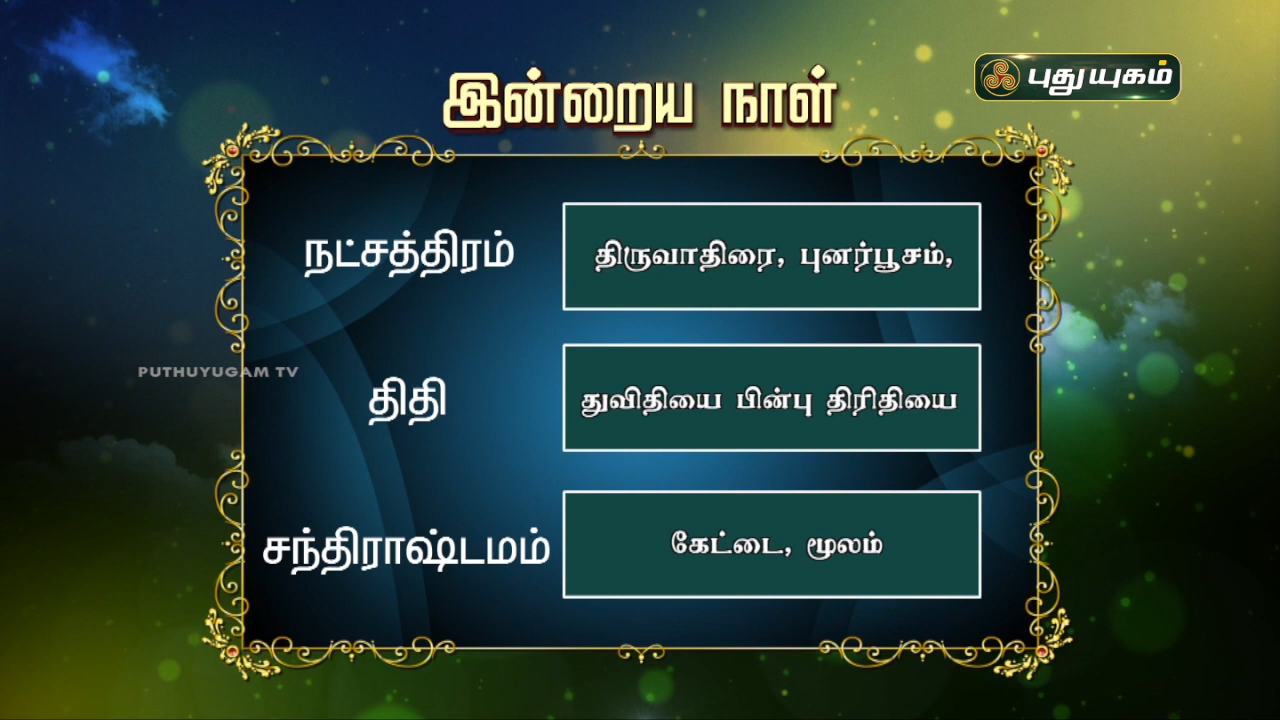 இன்றைய நாள்
புதுயுகம்
நட்சத்திரம்
திருவாதிரை, புனர்பூசம்,
PUTHUYUGAM TV
திதி
துவிதியை பின்பு திரிதியை
சந்திராஷ்டமம்
கேட்டை, மூலம்